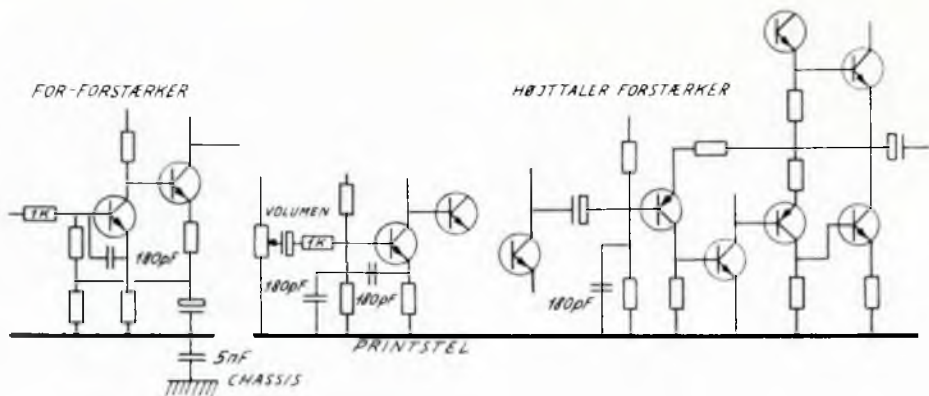 FOR-FORSTÆRKER
1K
180pF
5nF
CHASSIS
VOLUMEN
1K
180pF
180pF
PRINTSTEL
HØJTTALER FORSTÆRKER
180pF